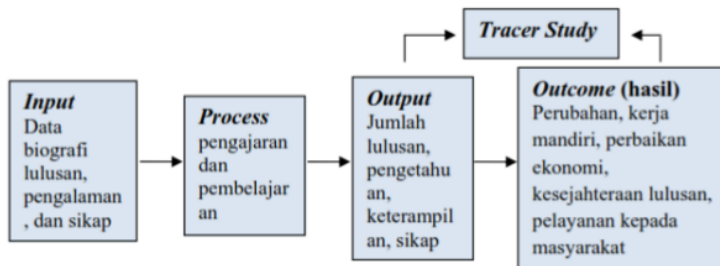 Tracer Study
Input
Data
biografi
lulusan,
pengalaman
, dan sikap
Process
pengajaran
dan
pembelajar
an
Output
Jumlah
lulusan,
pengetahu
an,
keterampil
an, sikap
Outcome (hasil)
Perubahan, kerja
mandiri, perbaikan
ekonomi,
kesejahteraan lulusan,
pelayanan kepada
masyarakat